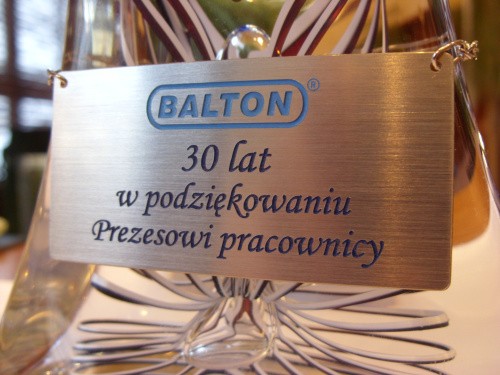 BALTON®
30 lat
w podziękowaniu
Prezesowi pracownicy